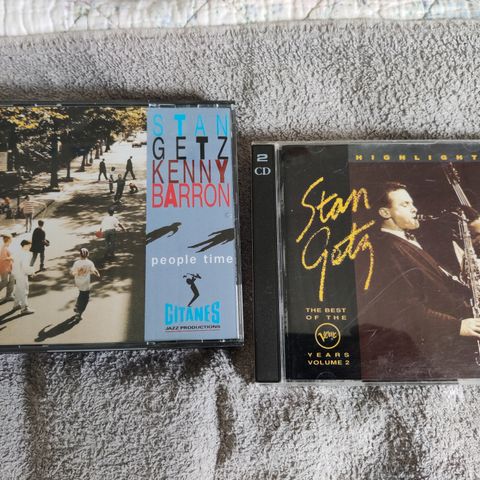 STAN
GETZ
KENNY
BARRON
people time
GITANES
JAZZ PRODUCTIONS
2
CD
HIGHLIGHT
Stan
Getz
THE BEST
OF THE
Verve
YEARS
VOLUME 2